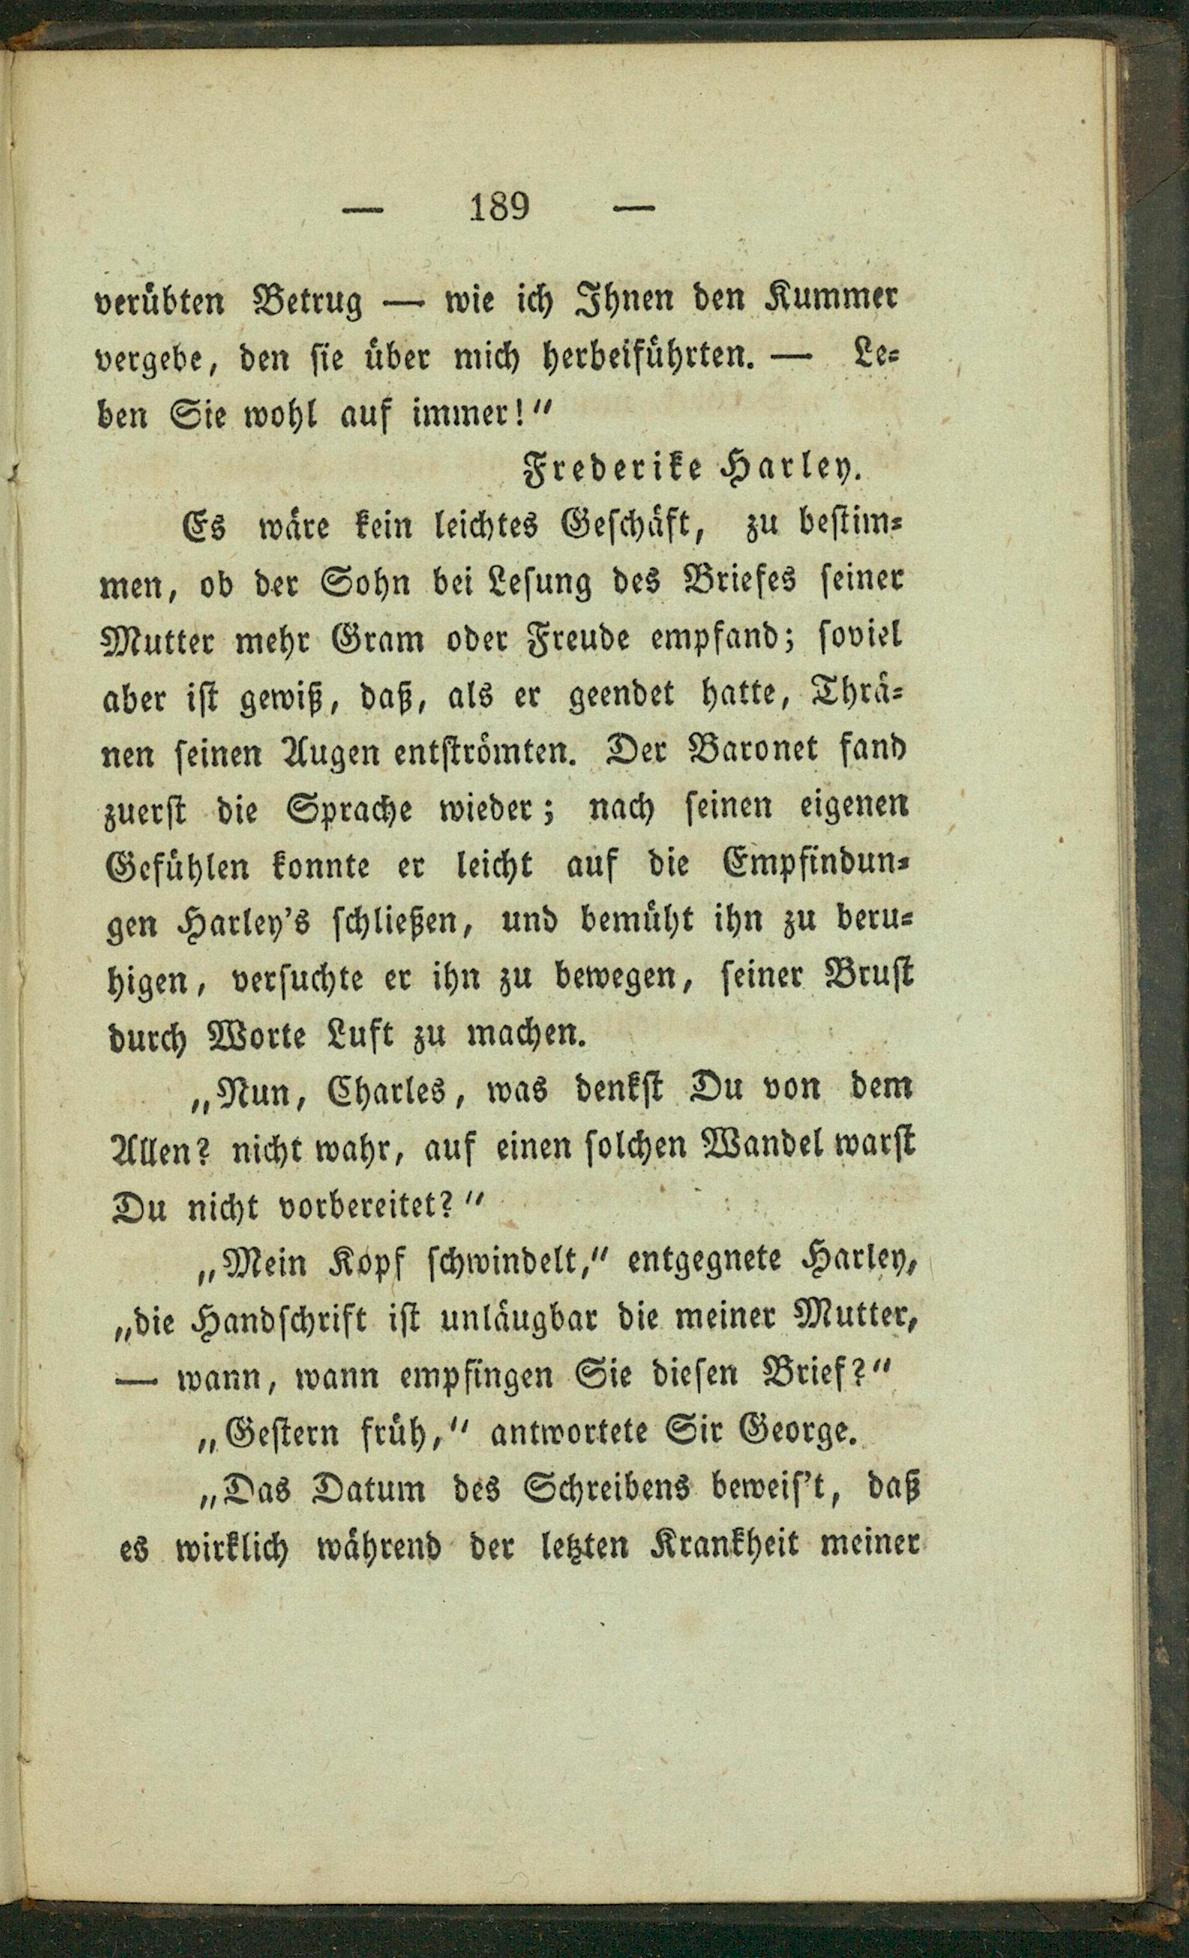 — 189 —
verübten Betrug — wie ich Ihnen den Kummer
vergebe, den sie über mich herbeiführten. — Le-
ben Sie wohl auf immer!“
Frederike Harley.
Es wäre kein leichtes Geschäft, zu bestim-
men, ob der Sohn bei Lesung des Briefes seiner
Mutter mehr Gram oder Freude empfand; soviel
aber ist gewiß, daß, als er geendet hatte, Thrä-
nen seinen Augen entströmten. Der Baronet fand
zuerst die Sprache wieder; nach seinen eigenen
Gefühlen konnte er leicht auf die Empfindun-
gen Harley's schließen, und bemüht ihn zu beru-
higen, versuchte er ihn zu bewegen, seiner Brust
durch Worte Luft zu machen.
„Nun, Charles, was denkst Du von dem
Allen? nicht wahr, auf einen solchen Wandel warst
Du nicht vorbereitet?“
„Mein Kopf schwindelt,“ entgegnete Harley,
„die Handschrift ist unläugbar die meiner Mutter,
— wann, wann empfingen Sie diesen Brief?“
„Gestern früh,“ antwortete Sir George.
„Das Datum des Schreibens beweis't, daß
es wirklich während der letzten Krankheit meiner